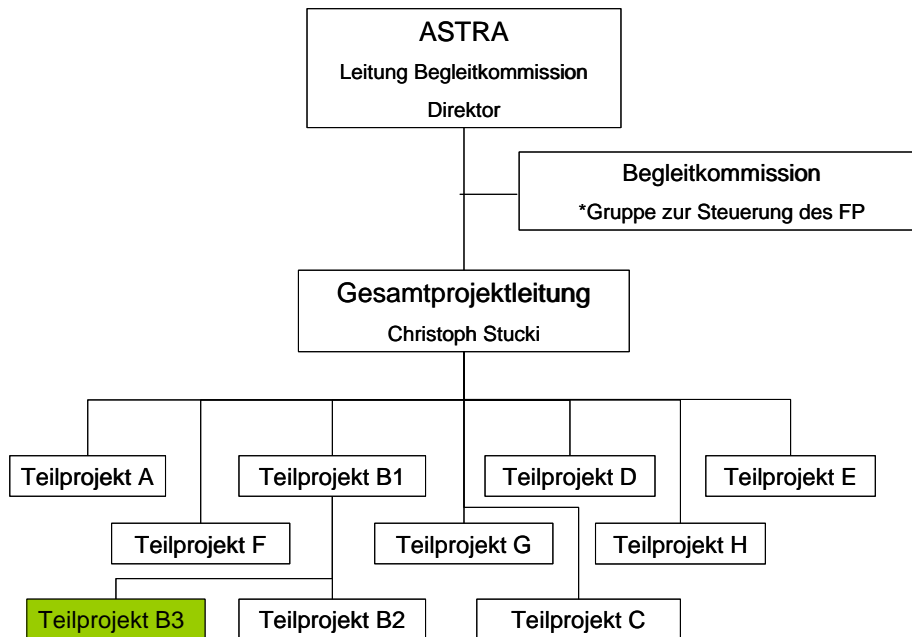 ASTRA
Leitung Begleitkommission
Direktor
Begleitkommission
*Gruppe zur Steuerung des FP
Gesamtprojektleitung
Christoph Stucki
Teilprojekt A
Teilprojekt B1
Teilprojekt D
Teilprojekt E
Teilprojekt F
Teilprojekt G
Teilprojekt H
Teilprojekt B3
Teilprojekt B2
Teilprojekt C